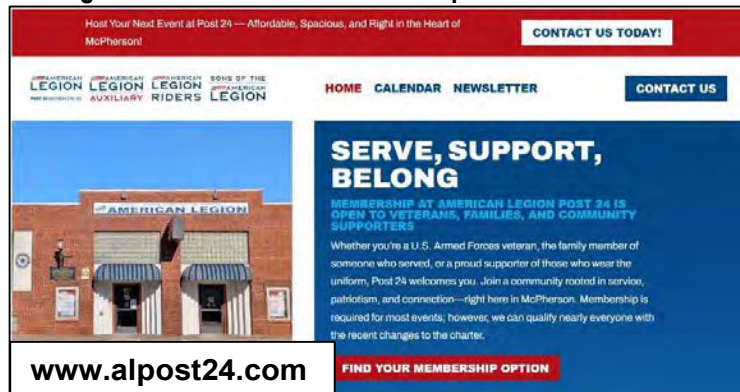 Host Your Next Event at Post 24 — Affordable, Spacious, and Right in the Heart of
McPherson!
CONTACT US TODAY!
AMERICAN LEGION
AMERICAN LEGION AUXILIARY
AMERICAN LEGION RIDERS
SONS OF THE AMERICAN LEGION
HOME CALENDAR NEWSLETTER
CONTACT US
AMERICAN LEGION
SERVE, SUPPORT,
BELONG
MEMBERSHIP AT AMERICAN LEGION POST 24 IS
OPEN TO VETERANS, FAMILIES, AND COMMUNITY
SUPPORTERS
Whether you're a U.S. Armed Forces veteran, the family member of
someone who served, or a proud supporter of those who wear the
uniform, Post 24 welcomes you. Join a community rooted in service,
patriotism, and connection—right here in McPherson. Membership is
required for most events; however, we can qualify nearly everyone with
the recent changes to the charter.
FIND YOUR MEMBERSHIP OPTION
www.alpost24.com